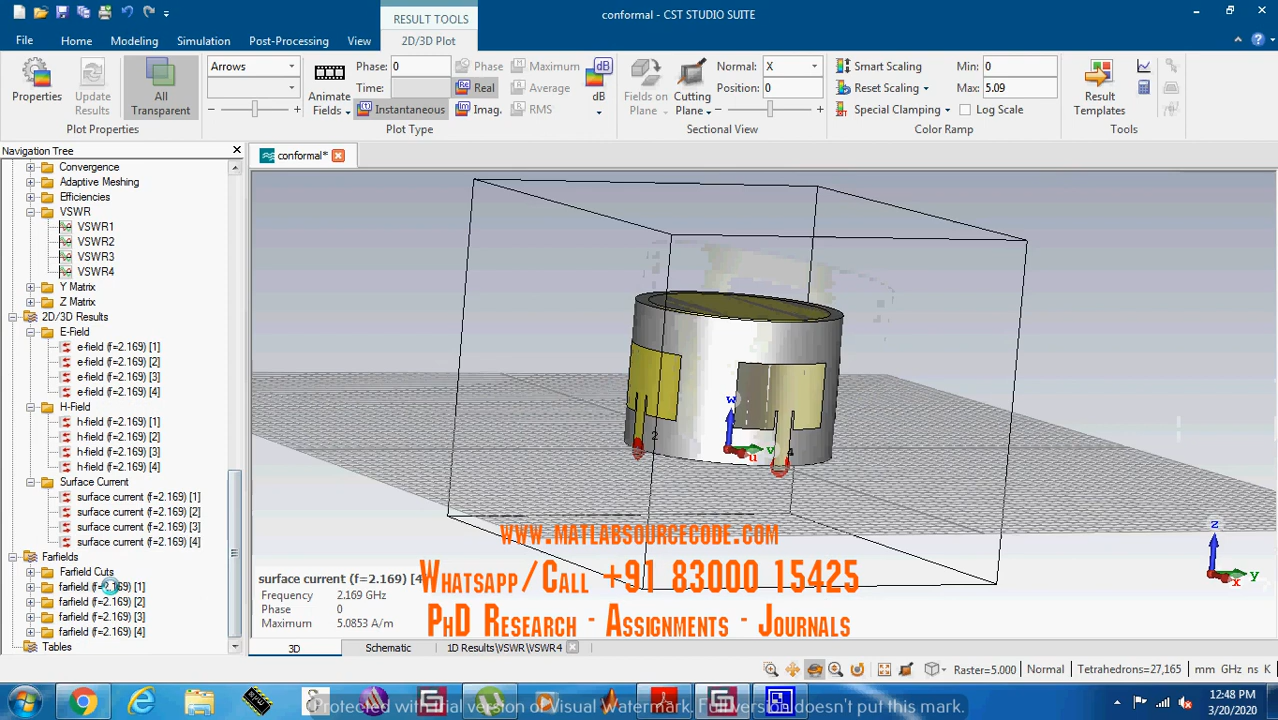 RESULT TOOLS
conformal - CST STUDIO SUITE
File Home Modeling Simulation Post-Processing View 2D/3D Plot
Properties
Update Results
All Transparent
Plot Properties
Arrows
Animate Fields
Phase: 0
Time:
Instantaneous
Phase
Real
Imag.
Maximum
Average
RMS
dB
dB
Plot Type
Fields on Plane
Cutting Plane
Normal: X
Position: 0
Sectional View
Smart Scaling
Reset Scaling
Special Clamping
Min: 0
Max: 5.09
Log Scale
Color Ramp
Result Templates
Tools
Navigation Tree
conformal*
Convergence
Adaptive Meshing
Efficiencies
VSWR
VSWR1
VSWR2
VSWR3
VSWR4
Y Matrix
Z Matrix
2D/3D Results
E-Field
e-field (f=2.169) [1]
e-field (f=2.169) [2]
e-field (f=2.169) [3]
e-field (f=2.169) [4]
H-Field
h-field (f=2.169) [1]
h-field (f=2.169) [2]
h-field (f=2.169) [3]
h-field (f=2.169) [4]
Surface Current
surface current (f=2.169) [1]
surface current (f=2.169) [2]
surface current (f=2.169) [3]
surface current (f=2.169) [4]
Farfields
Farfield Cuts
farfield (f=2.169) [1]
farfield (f=2.169) [2]
farfield (f=2.169) [3]
farfield (f=2.169) [4]
Tables
2
w
v
u
z
y
x
www.matlabsourcecode.com
Whatsapp/Call +91 83000 15425
PhD Research - Assignments - Journals
surface current (f=2.169) [4]
Frequency 2.169 GHz
Phase 0
Maximum 5.0853 A/m
3D Schematic 1D Results\VSWR\VSWR4
Raster=5.000 Normal Tetrahedrons=27,165 mm GHz ns K
Protected with trial version of Visual Watermark. Full version doesn't put this mark.
12:48 PM
3/20/2020